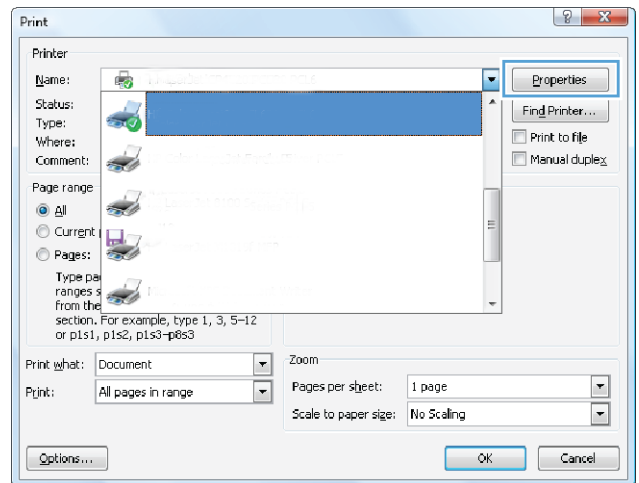 Print
Printer
Name:
Properties
Status:
Find Printer...
Type:
Print to file
Where:
Comment:
Manual duplex
Page range
All
Current
Pages:
Type
ranges
from the
section. For example, type 1, 3, 5–12
or p1s1, p1s2, p1s3–p8s3
Print what: Document
Zoom
Print: All pages in range
Pages per sheet: 1 page
Scale to paper size: No Scaling
Options...
OK
Cancel